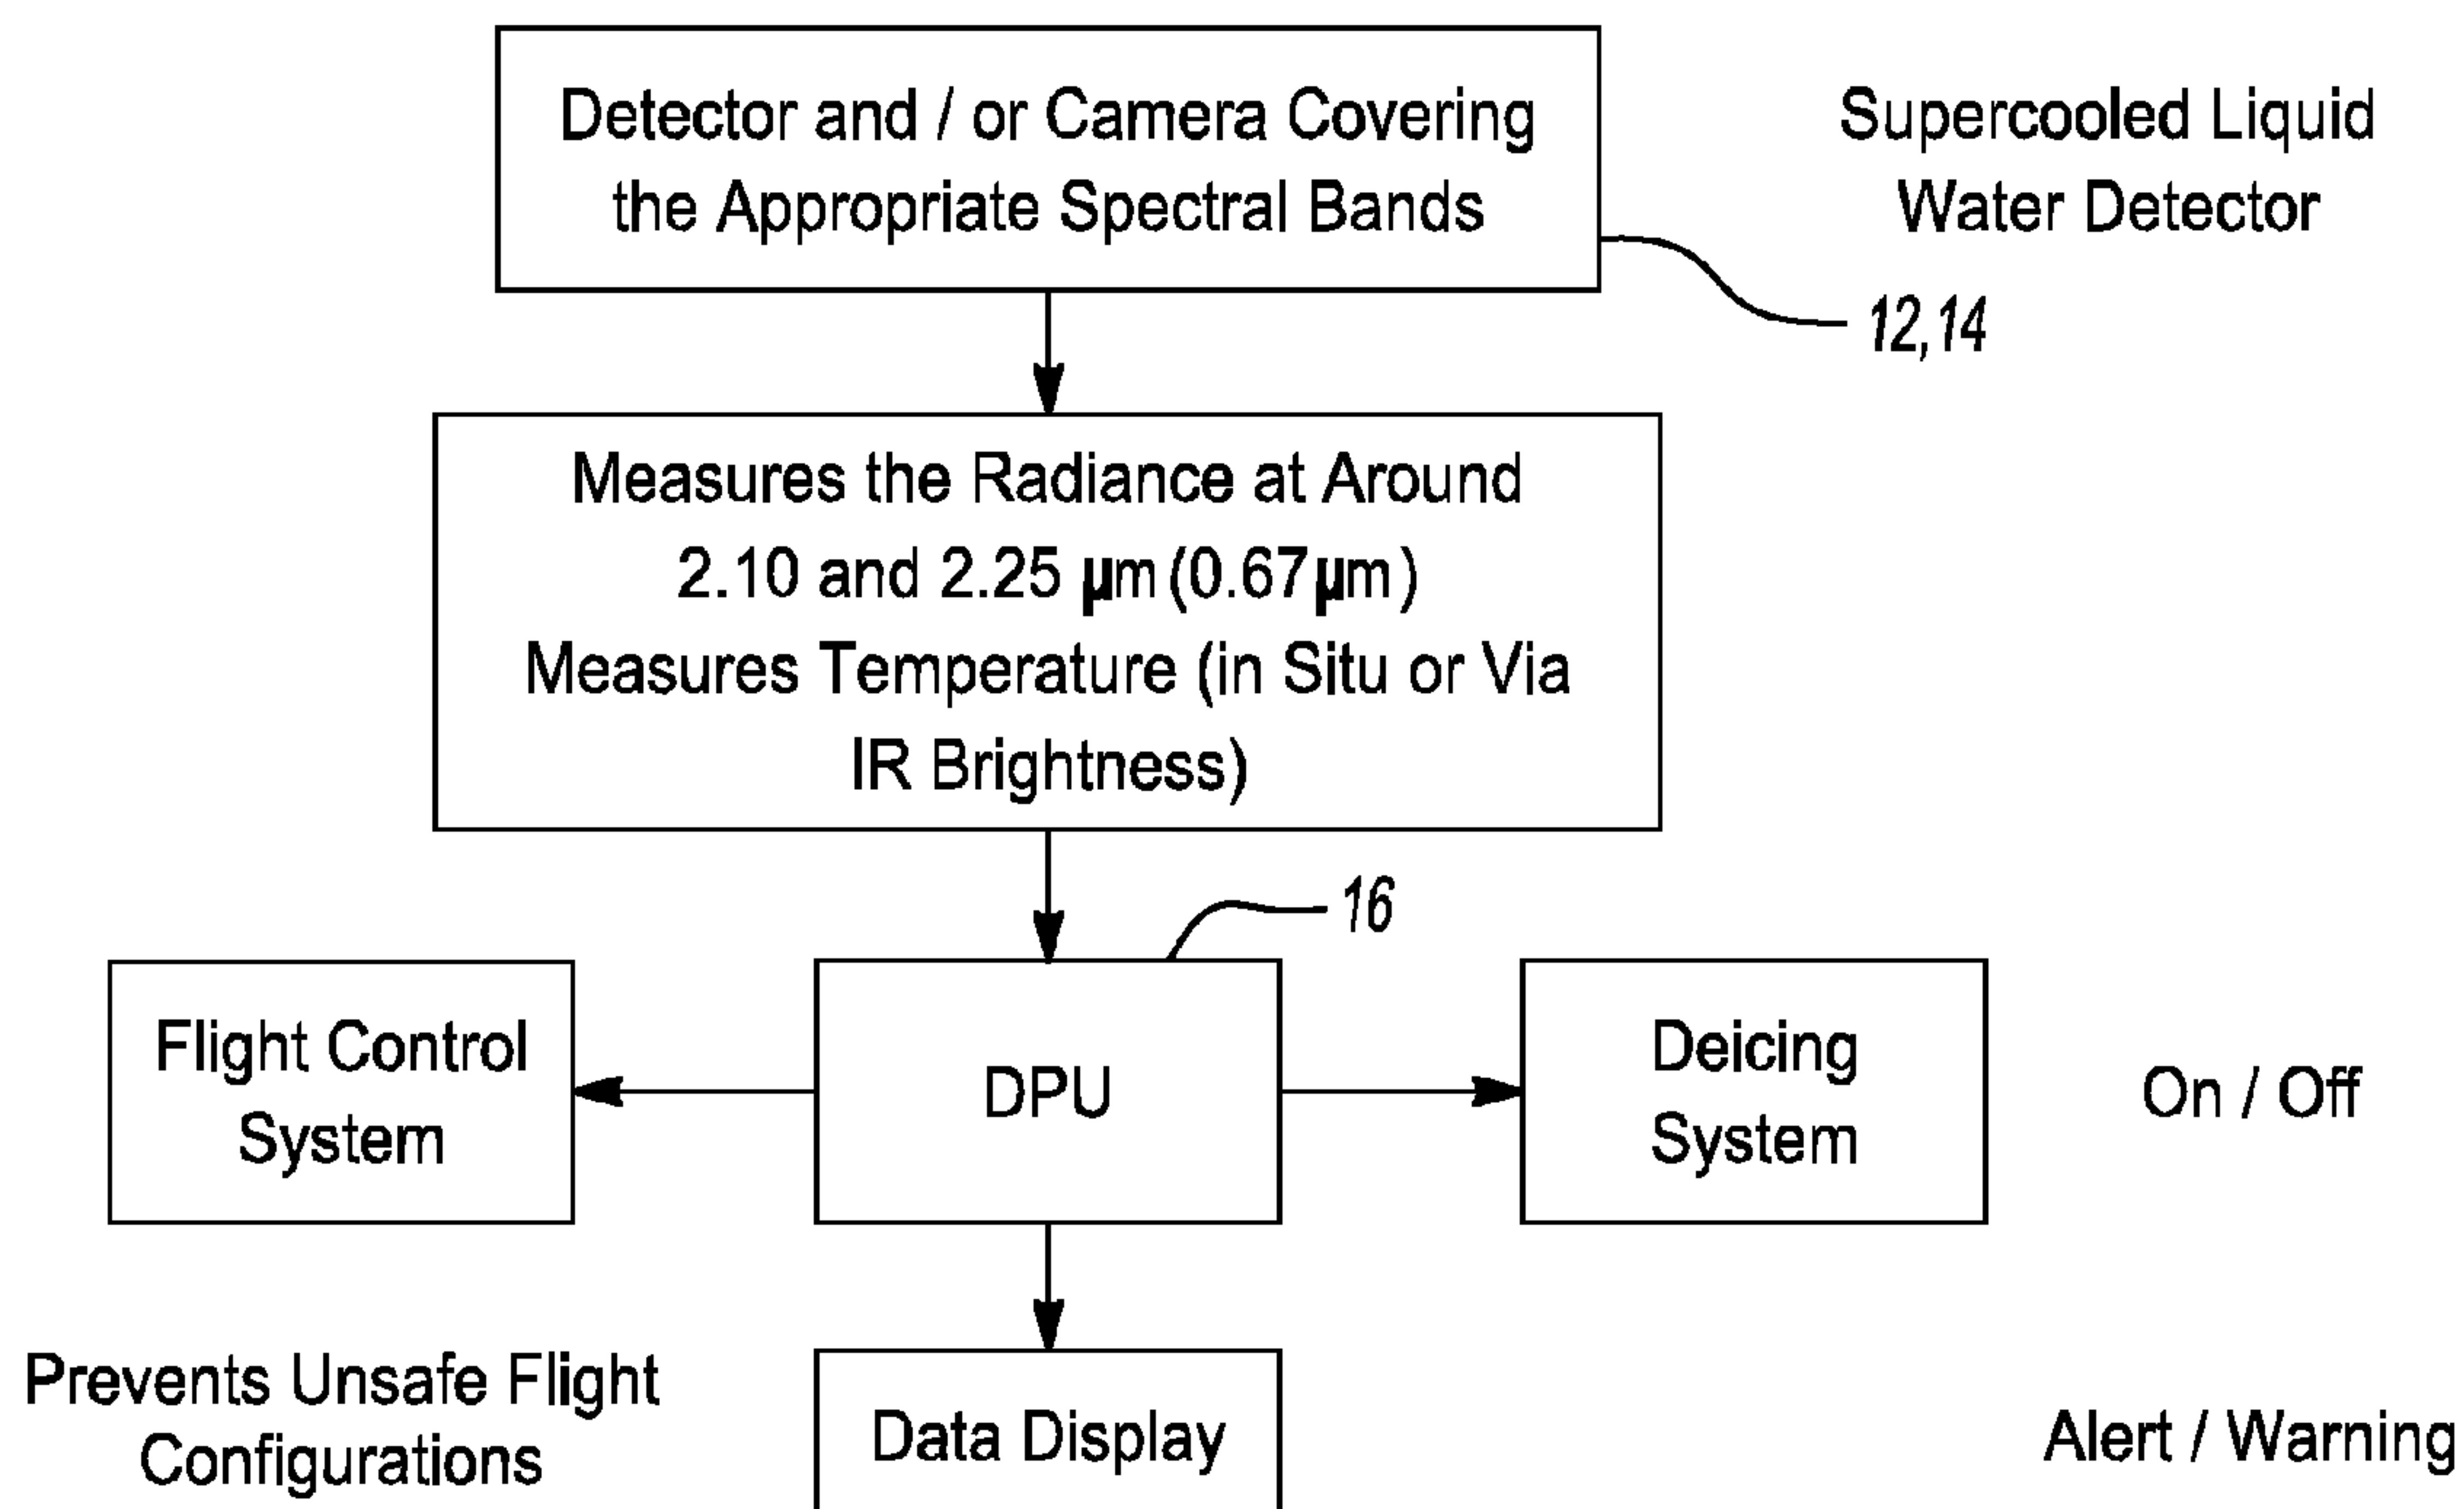 Detector and / or Camera Covering
the Appropriate Spectral Bands
Supercooled Liquid
Water Detector
12,14
Measures the Radiance at Around
2.10 and 2.25 µm (0.67 µm)
Measures Temperature (in Situ or Via
IR Brightness)
16
Flight Control
System
DPU
Deicing
System
On / Off
Prevents Unsafe Flight
Configurations
Data Display
Alert / Warning